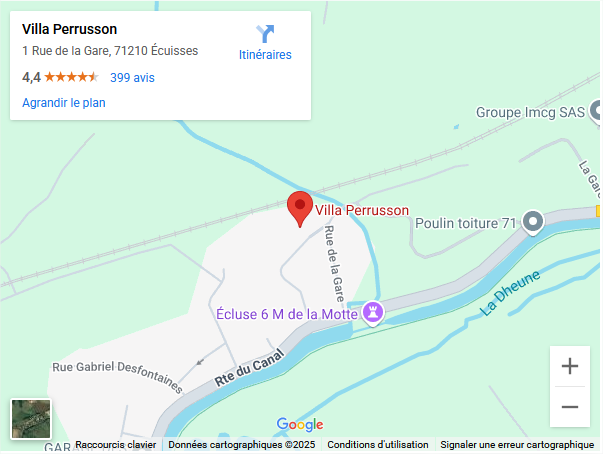 Villa Perrusson
1 Rue de la Gare, 71210 Écuisses
Itinéraires
4,4
399 avis
Agrandir le plan
Groupe Imcg SAS
La Gare
Villa Perrusson
Poulin toiture 71
Rue de la Gare
La Dheune
Écluse 6 M de la Motte
Rte du Canal
Rue Gabriel Desfontaines
Google
Raccourcis clavier
Données cartographiques ©2025
Conditions d'utilisation
Signaler une erreur cartographique